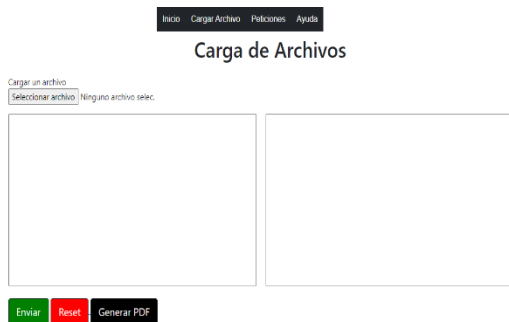 Inicio Cargar Archivo Peticiones Ayuda
Carga de Archivos
Cargar un archivo
Seleccionar archivo Ninguno archivo selec.
Enviar Reset Generar PDF